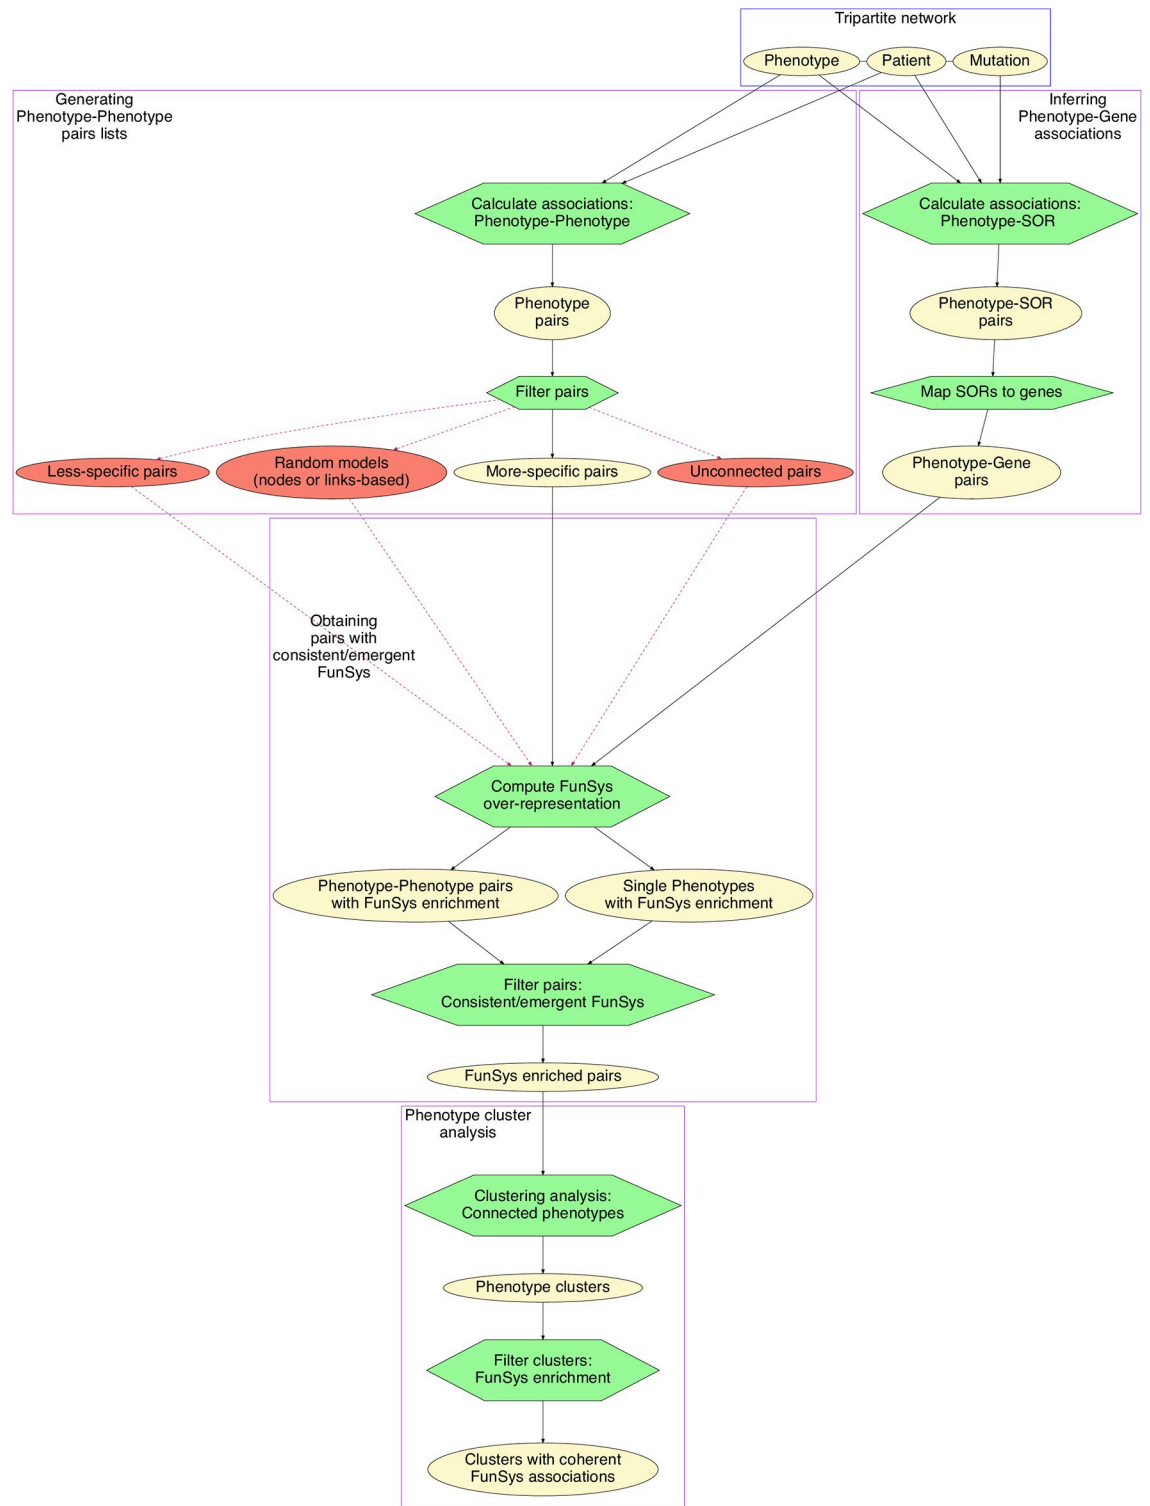 Tripartite network
Phenotype
Patient
Mutation
Generating
Phenotype-Phenotype
pairs lists
Inferring
Phenotype-Gene
associations
Calculate associations:
Phenotype-Phenotype
Calculate associations:
Phenotype-SOR
Phenotype
pairs
Phenotype-SOR
pairs
Filter pairs
Map SORs to genes
Less-specific pairs
Random models
(nodes or links-based)
More-specific pairs
Unconnected pairs
Phenotype-Gene
pairs
Obtaining
pairs with
consistent/emergent
FunSys
Compute FunSys
over-representation
Phenotype-Phenotype pairs
with FunSys enrichment
Single Phenotypes
with FunSys enrichment
Filter pairs:
Consistent/emergent FunSys
FunSys enriched pairs
Phenotype cluster
analysis
Clustering analysis:
Connected phenotypes
Phenotype clusters
Filter clusters:
FunSys enrichment
Clusters with coherent
FunSys associations